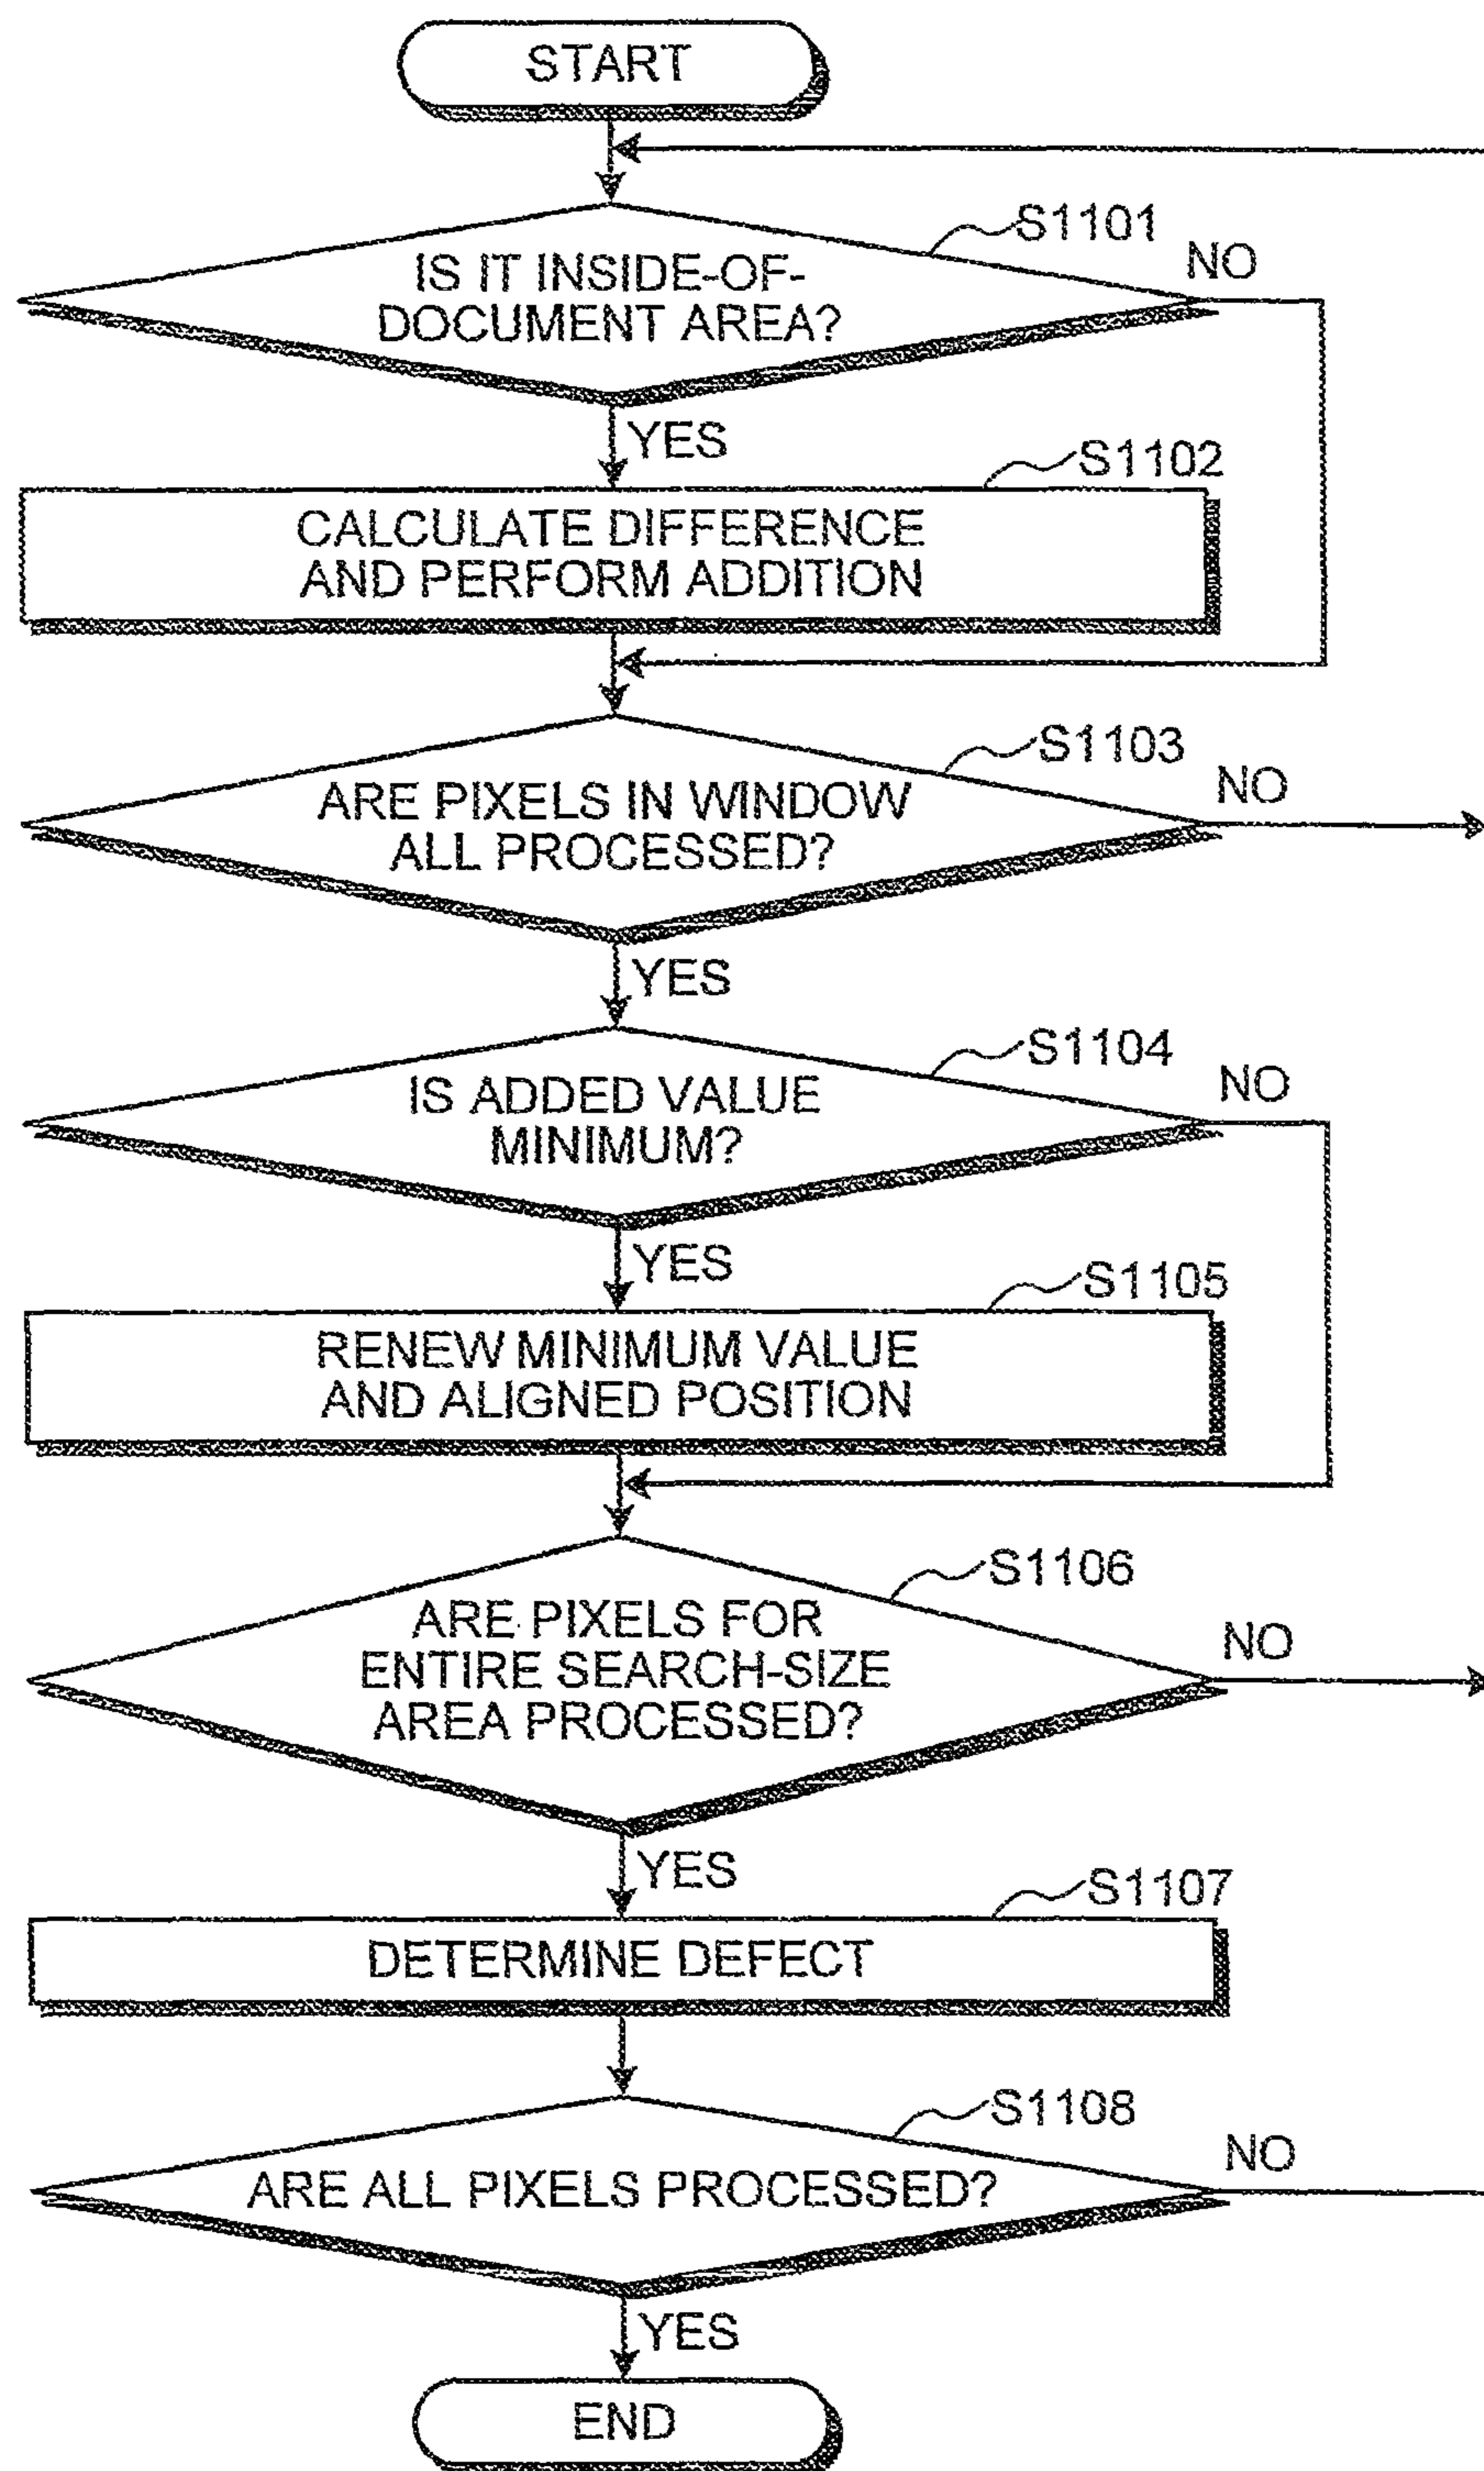 START
S1101
NO
IS IT INSIDE-OF-
DOCUMENT AREA?
YES
S1102
CALCULATE DIFFERENCE
AND PERFORM ADDITION
S1103
NO
ARE PIXELS IN WINDOW
ALL PROCESSED?
YES
S1104
NO
IS ADDED VALUE
MINIMUM?
YES
S1105
RENEW MINIMUM VALUE
AND ALIGNED POSITION
S1106
NO
ARE PIXELS FOR
ENTIRE SEARCH-SIZE
AREA PROCESSED?
YES
S1107
DETERMINE DEFECT
S1108
NO
ARE ALL PIXELS PROCESSED?
YES
END